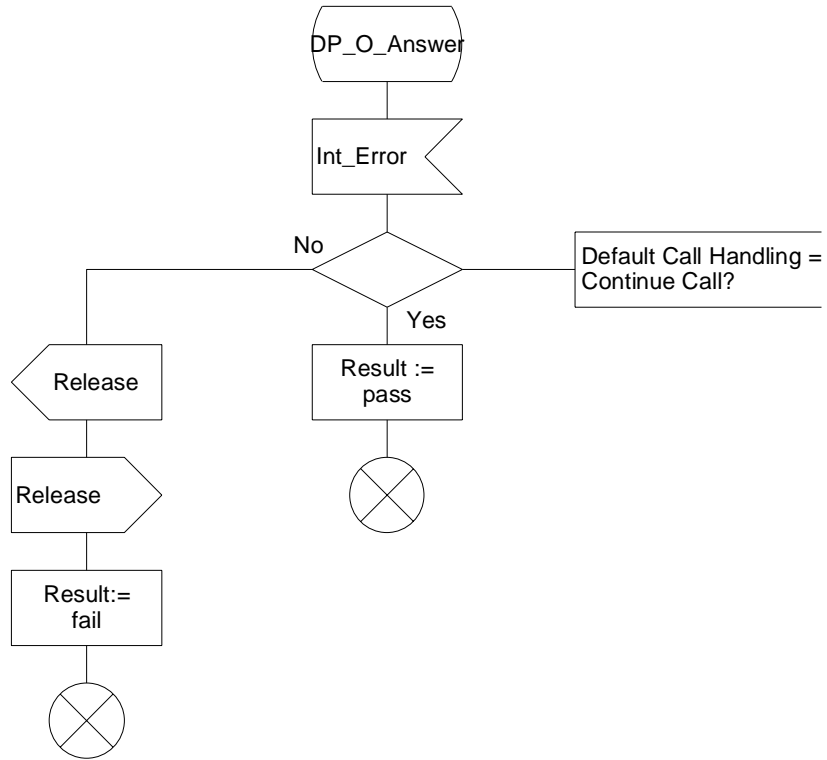 DP_O_Answer
Int_Error
No
Default Call Handling =
Continue Call?
Yes
Release
Result :=
pass
Release
Result:=
fail